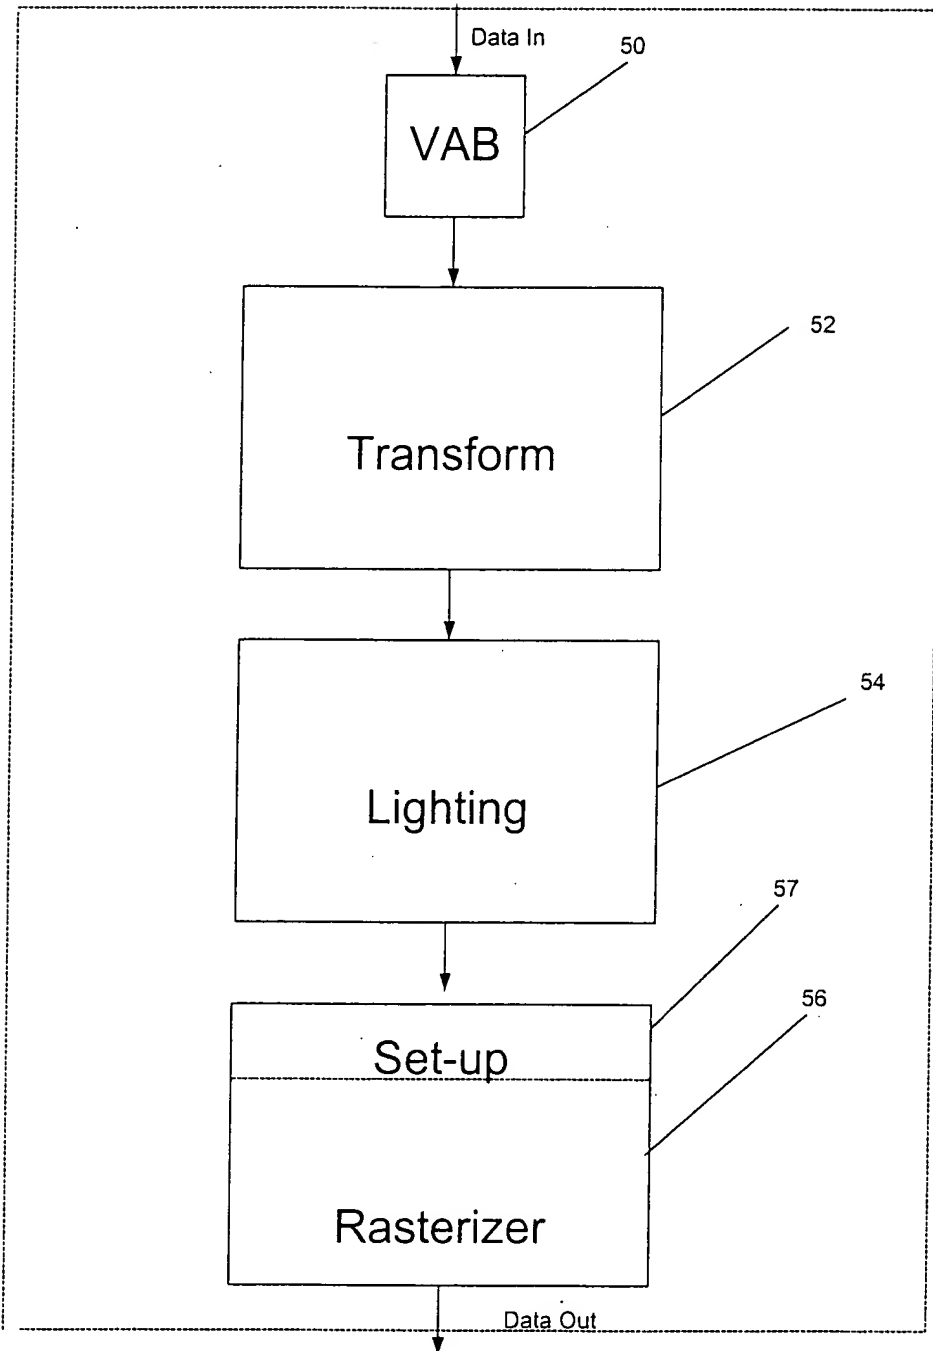 Data In
50
VAB
52
Transform
54
Lighting
57
56
Set-up
Rasterizer
Data Out